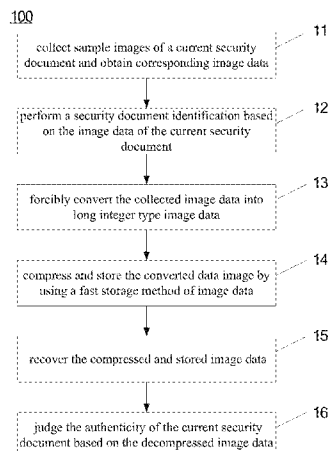 100
collect sample images of a current security
document and obtain corresponding image data
11
perform a security document identification based
on the image data of the current security
document
12
forcibly convert the collected image data into
long integer type image data
13
compress and store the converted data image by
using a fast storage method of image data
14
recover the compressed and stored image data
15
judge the authenticity of the current security
document based on the decompressed image data
16